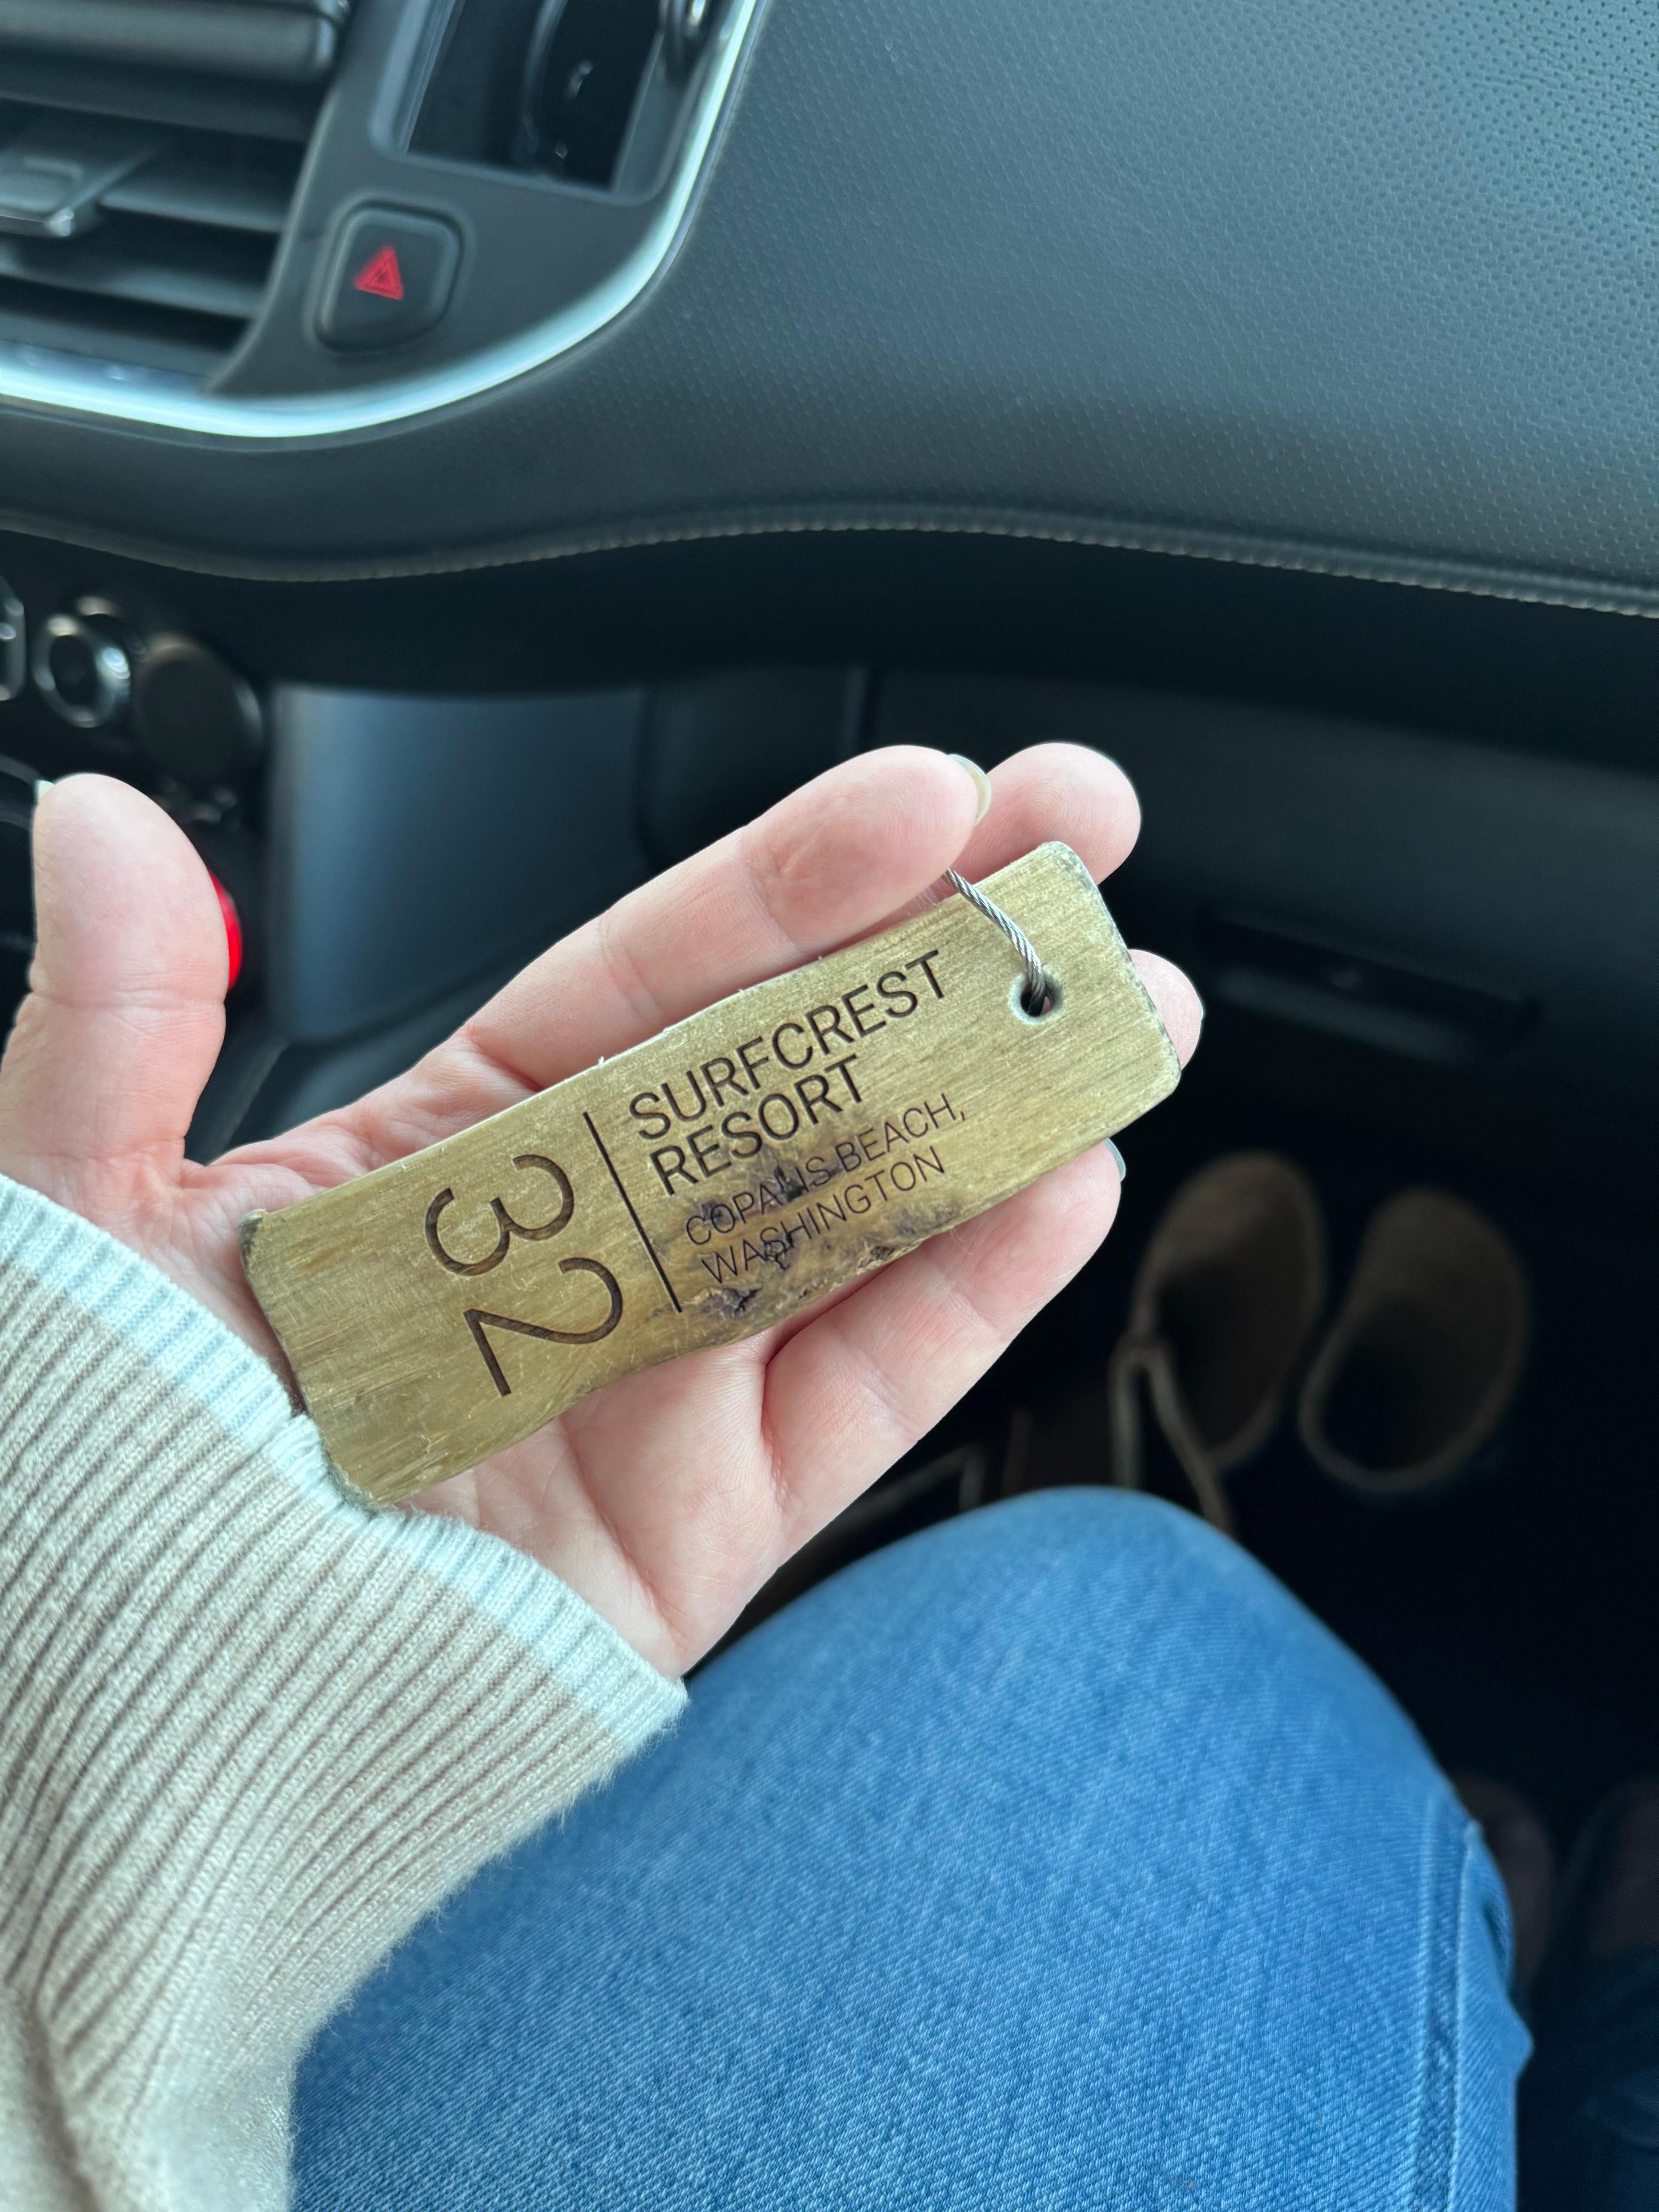 32
SURFCREST
RESORT
COPALIS BEACH,
WASHINGTON